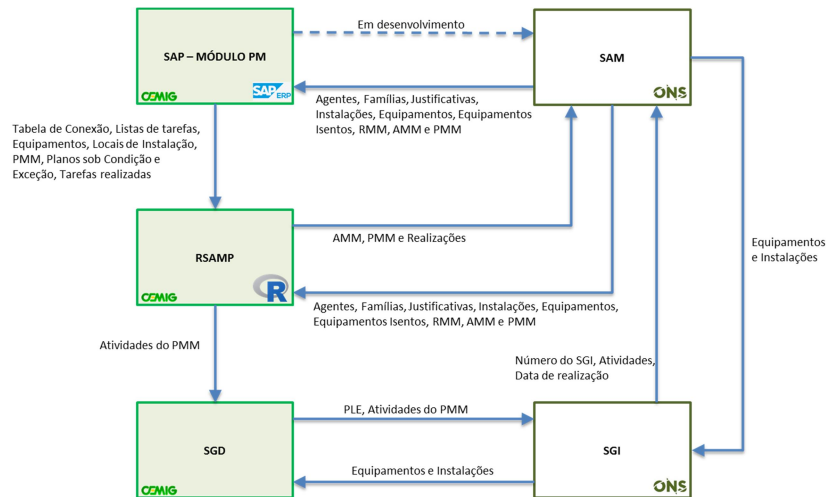 Em desenvolvimento
SAP – MÓDULO PM
CEMIG
SAP ERP
SAM
ONS
Agentes, Famílias, Justificativas,
Instalações, Equipamentos, Equipamentos
Isentos, RMM, AMM e PMM
Tabela de Conexão, Listas de tarefas,
Equipamentos, Locais de Instalação,
PMM, Planos sob Condição e
Exceção, Tarefas realizadas
RSAMP
CEMIG
R
AMM, PMM e Realizações
Equipamentos
e Instalações
Agentes, Famílias, Justificativas, Instalações, Equipamentos,
Equipamentos Isentos, RMM, AMM e PMM
Atividades do PMM
Número do SGI, Atividades,
Data de realização
SGD
CEMIG
PLE, Atividades do PMM
SGI
ONS
Equipamentos e Instalações